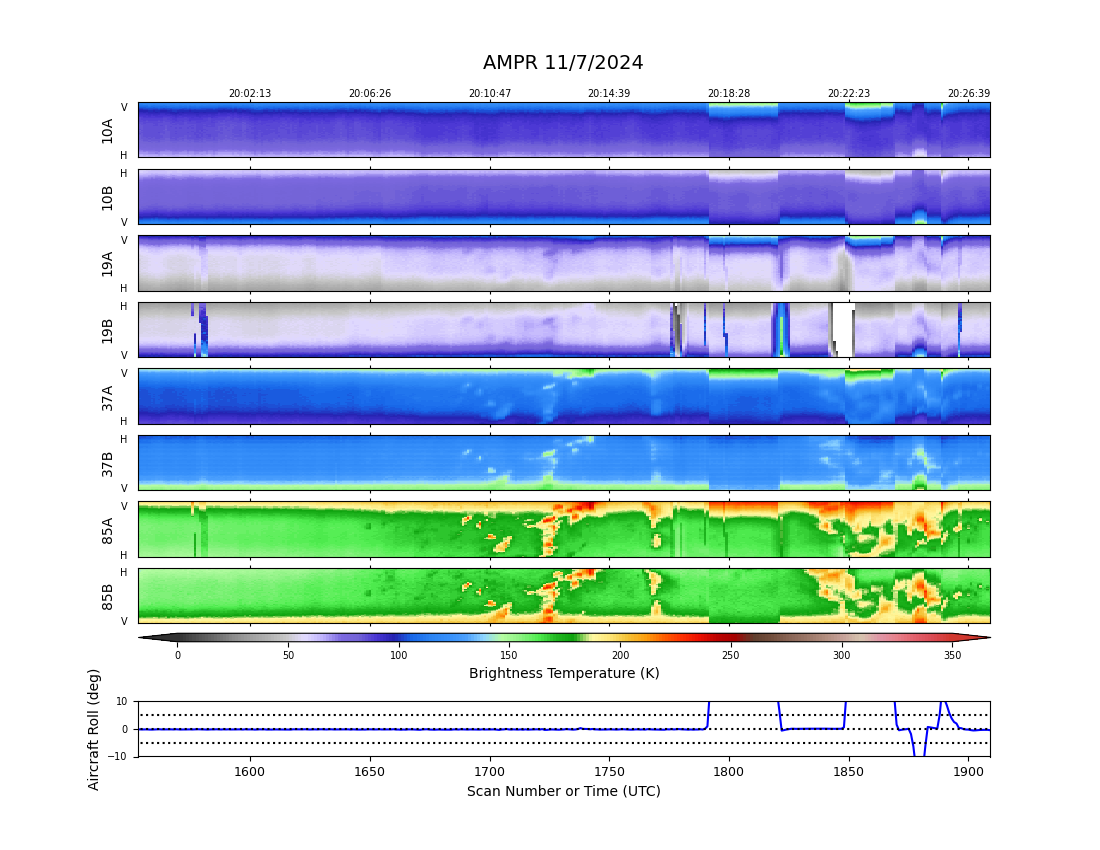 AMPR 11/7/2024
20:02:13 20:06:26 20:10:47 20:14:39 20:18:28 20:22:23 20:26:39
V
10A
H
H
10B
V
V
19A
H
H
19B
V
V
37A
H
H
37B
V
V
85A
H
H
85B
V
0 50 100 150 200 250 300 350
Brightness Temperature (K)
Aircraft Roll (deg)
10
0
−10
1600 1650 1700 1750 1800 1850 1900
Scan Number or Time (UTC)